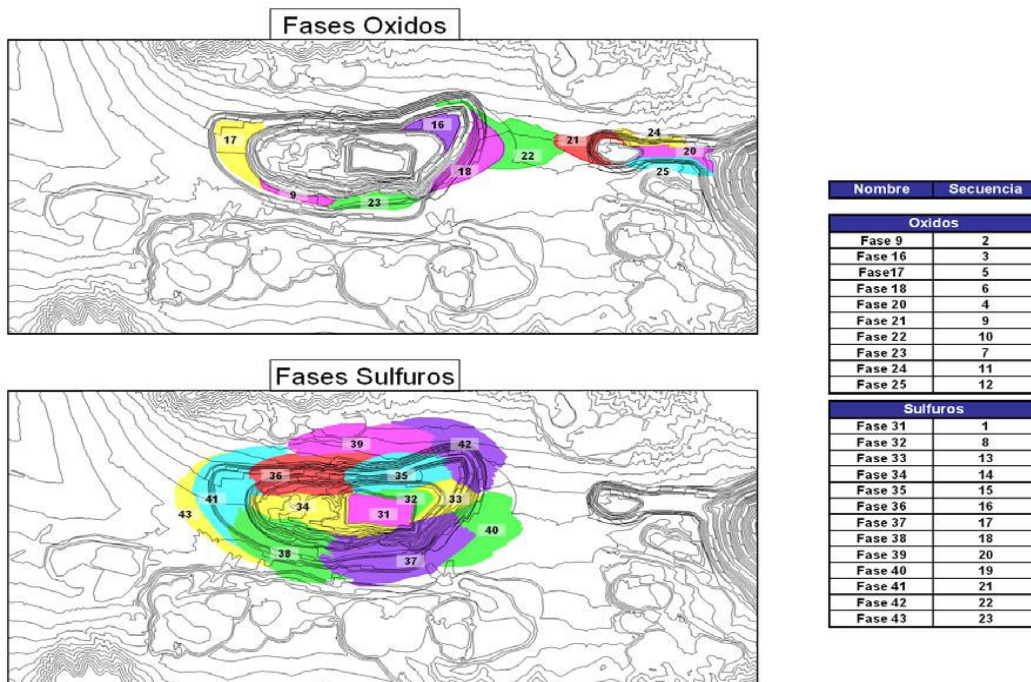 Fases Oxidos
16
17
24
21
20
22
18
25
9
23
Nombre Secuencia
Oxidos
Fase 9 2
Fase 16 3
Fase17 5
Fase 18 6
Fase 20 4
Fase 21 9
Fase 22 10
Fase 23 7
Fase 24 11
Fase 25 12
Fases Sulfuros
39
42
36
35
41
32
33
34
43
31
40
38
37
Sulfuros
Fase 31 1
Fase 32 8
Fase 33 13
Fase 34 14
Fase 35 15
Fase 36 16
Fase 37 17
Fase 38 18
Fase 39 20
Fase 40 19
Fase 41 21
Fase 42 22
Fase 43 23